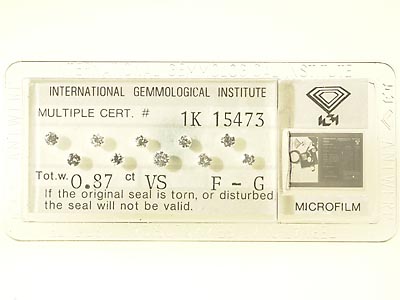 INTERNATIONAL GEMMOLOGICAL INSTITUTE
MULTIPLE CERT. # 1K 15473
Tot.w. 0.37 ct VS F - G
If the original seal is torn, or disturbed
the seal will not be valid.
MICROFILM